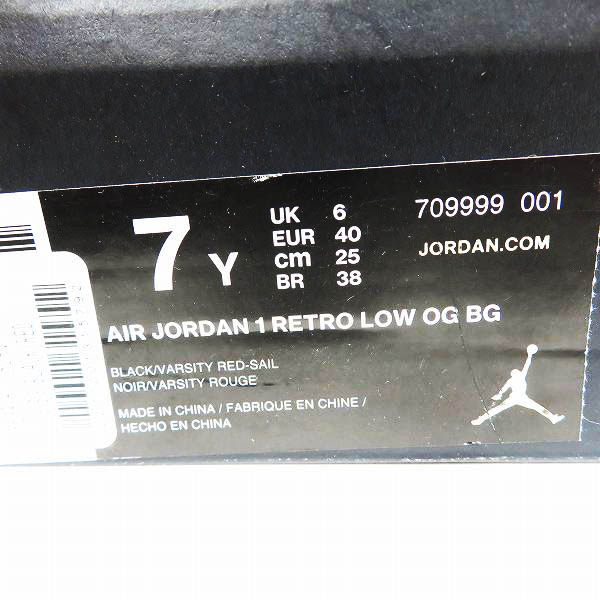 7 Y
UK 6
EUR 40
cm 25
BR 38
709999 001
JORDAN.COM
AIR JORDAN 1 RETRO LOW OG BG
BLACK/VARSITY RED-SAIL
NOIR/VARSITY ROUGE
MADE IN CHINA / FABRIQUE EN CHINE /
HECHO EN CHINA